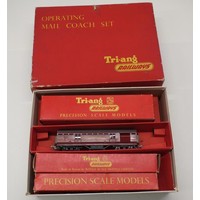 OPERATING
MAIL COACH SET
Tri-ang
RAILWAYS
Tri-ang
RAILWAYS
PRECISION SCALE MODELS
Tri-ang
RAILWAYS
PRECISION SCALE MODELS